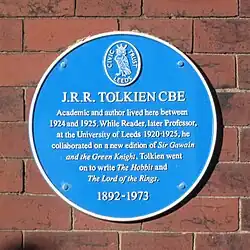 CIVIC TRUST
LEEDS
J.R.R. TOLKIEN CBE
Academic and author lived here between
1924 and 1925. While Reader, later Professor,
at the University of Leeds 1920-1925, he
collaborated on a new edition of Sir Gawain
and the Green Knight. Tolkien went
on to write The Hobbit and
The Lord of the Rings.
1892-1973